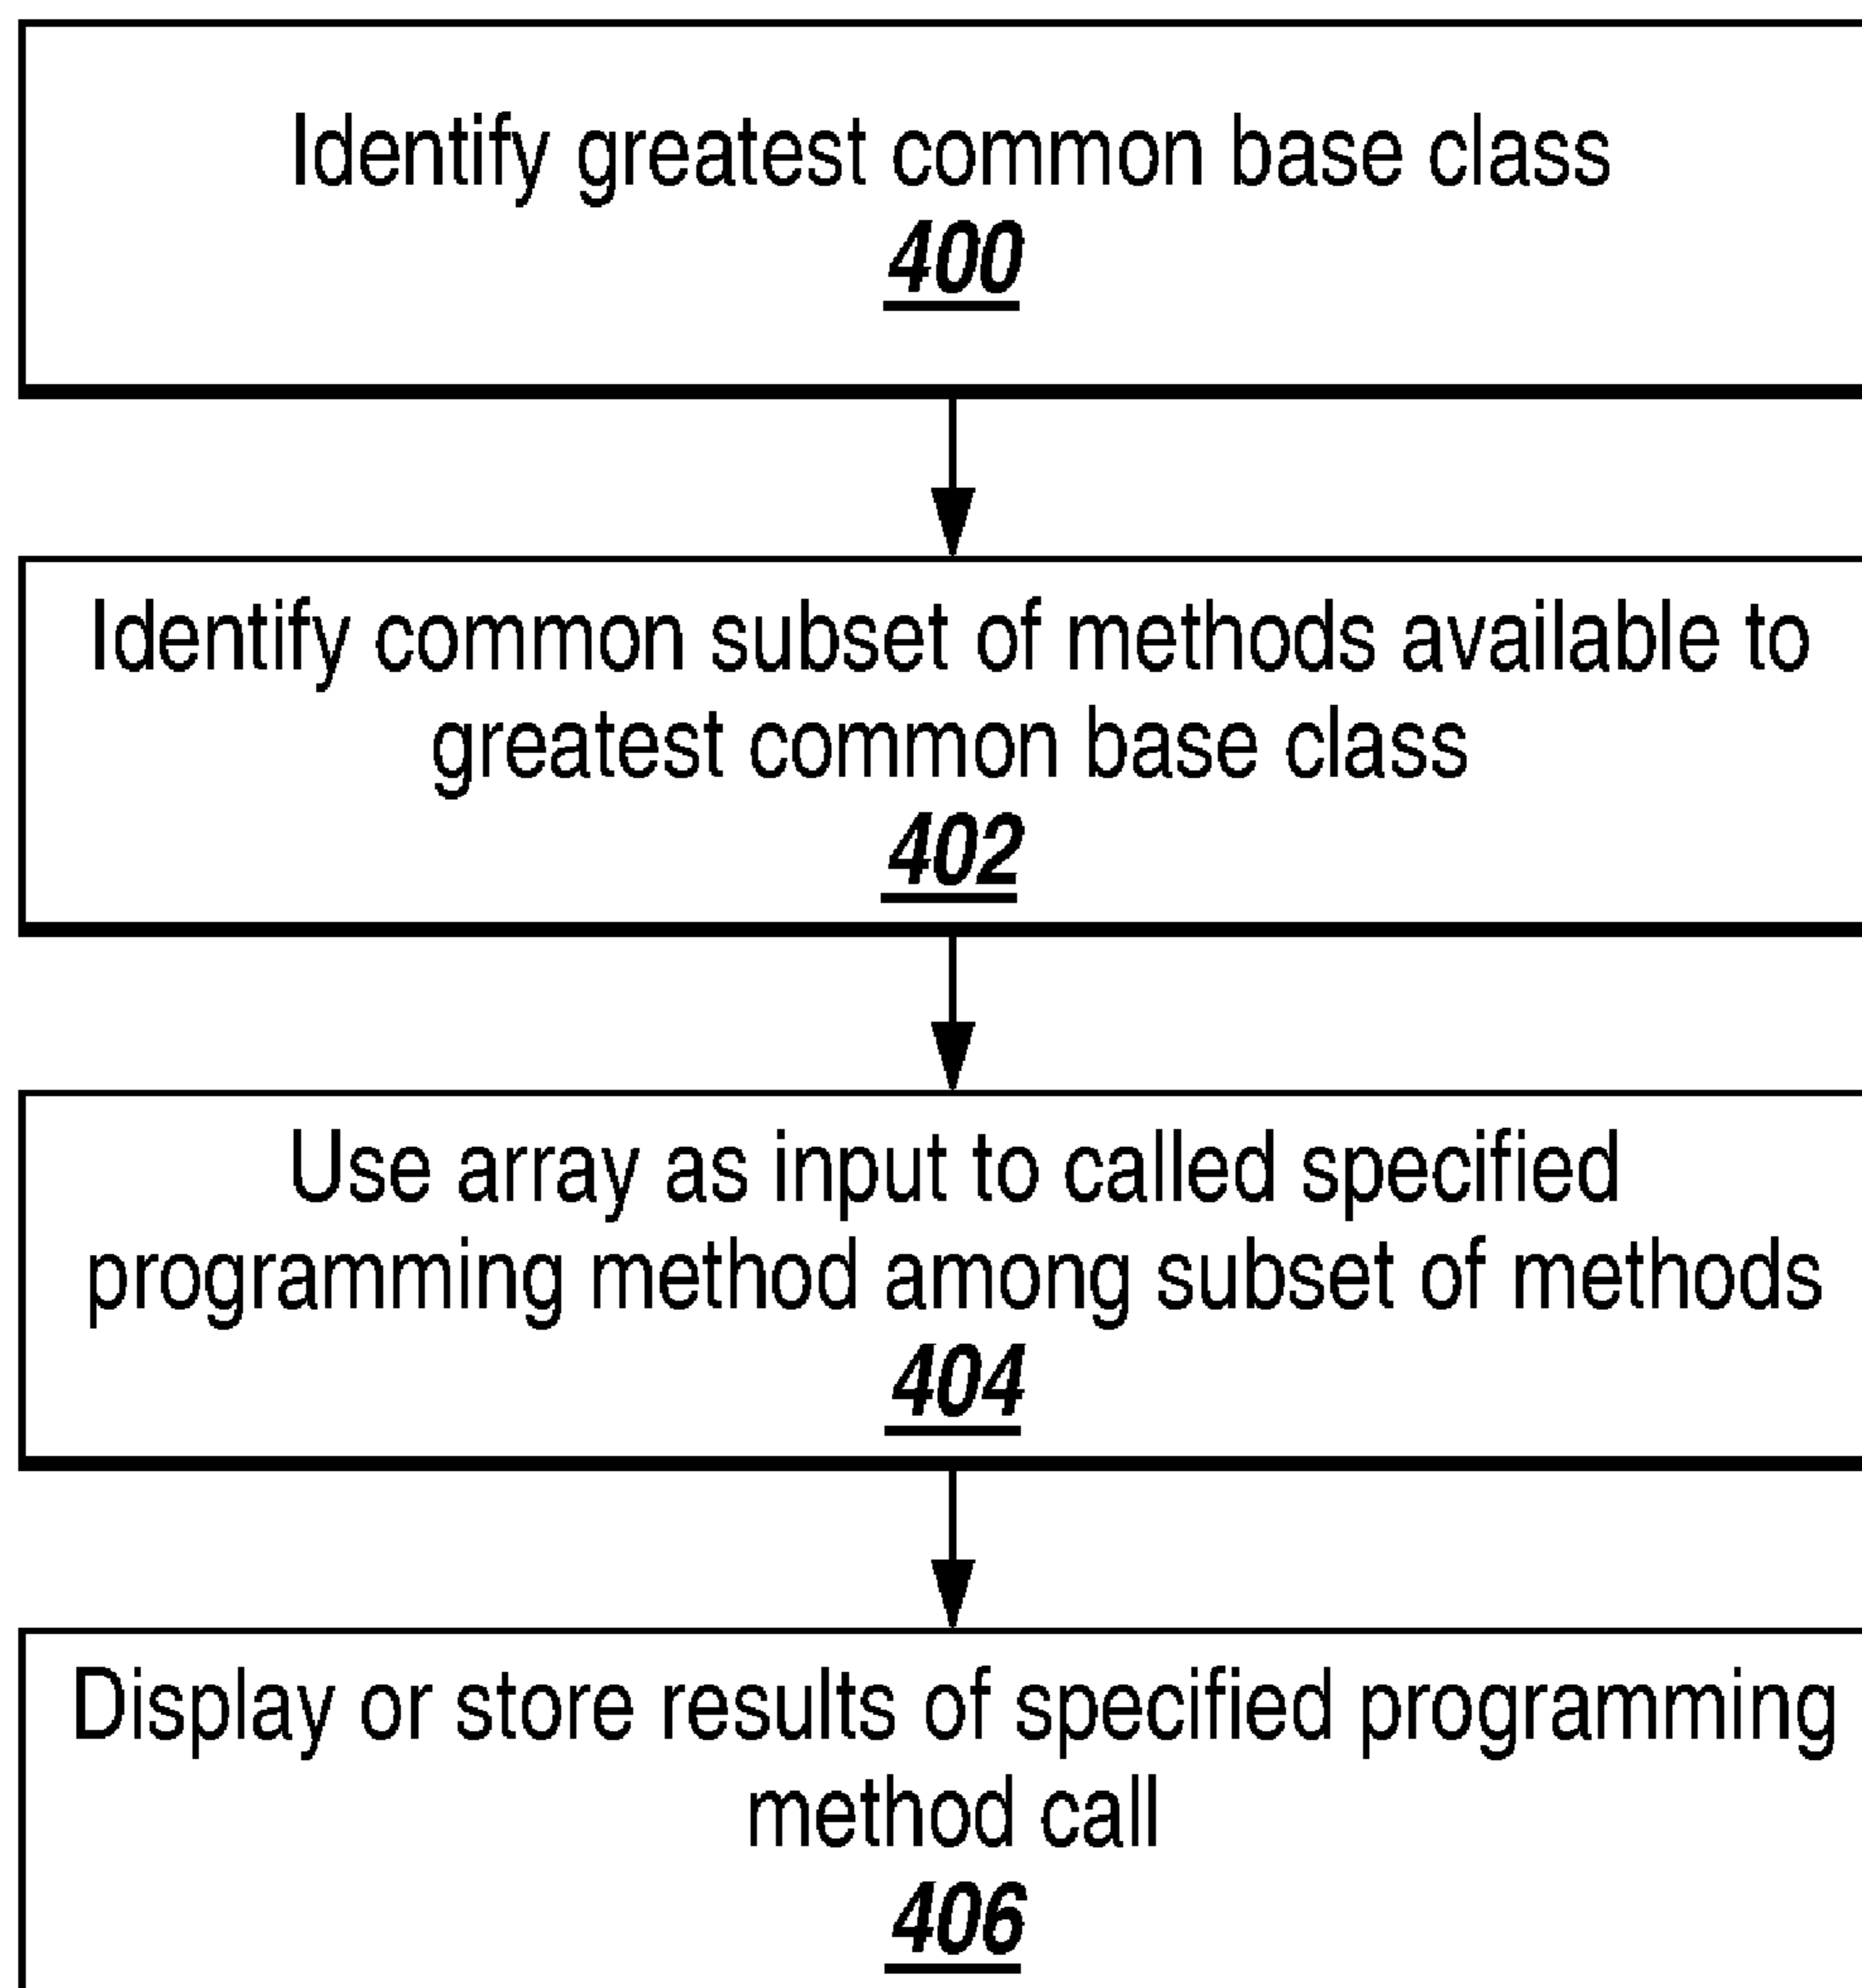 Identify greatest common base class
400
Identify common subset of methods available to
greatest common base class
402
Use array as input to called specified
programming method among subset of methods
404
Display or store results of specified programming
method call
406